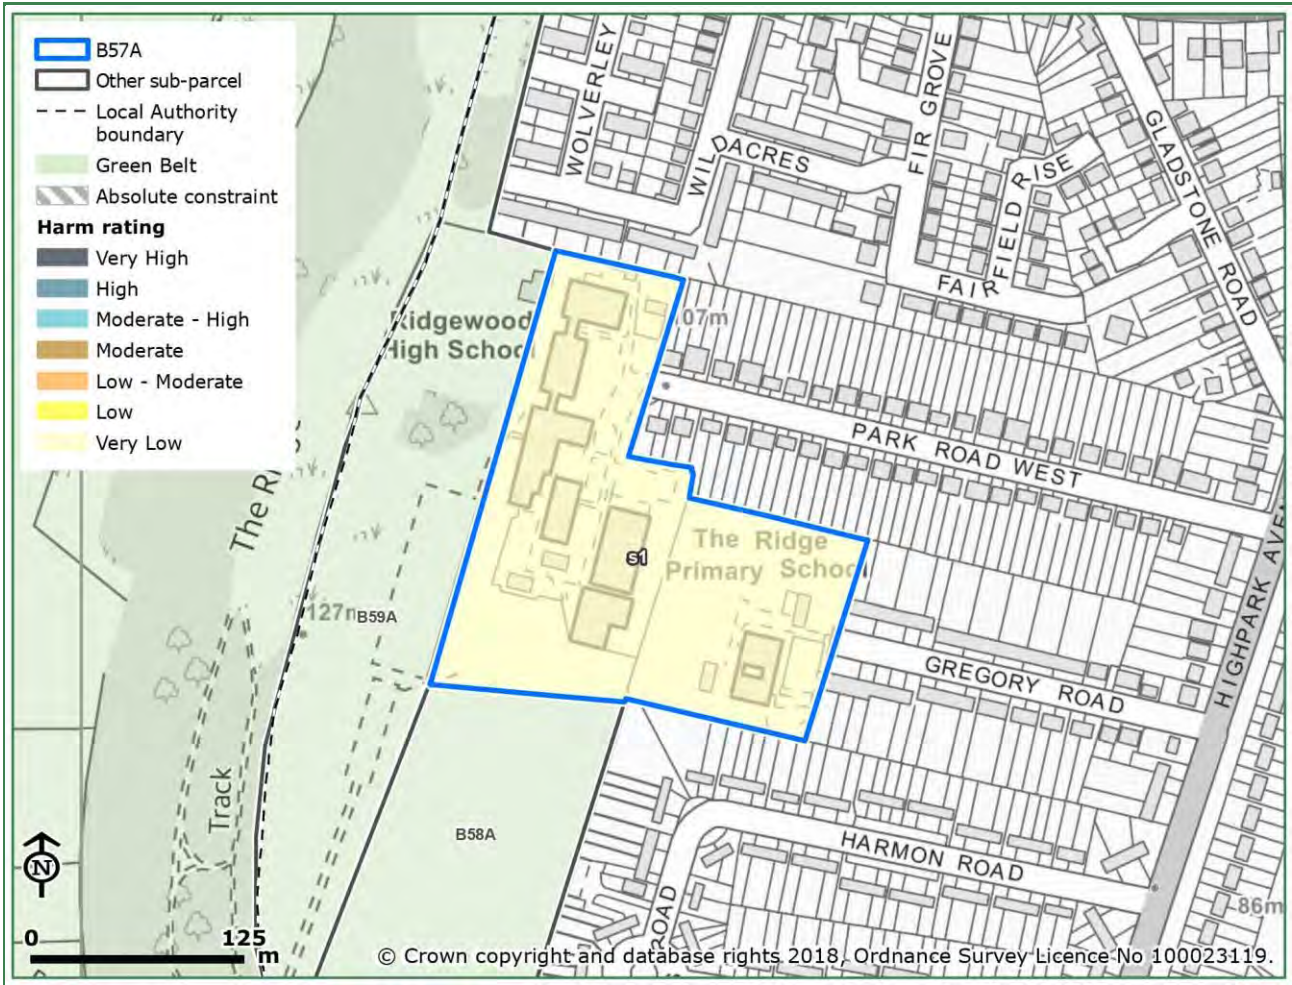 B57A
Other sub-parcel
Local Authority
boundary
Green Belt
Absolute constraint
Harm rating
Very High
High
Moderate - High
Moderate
Low - Moderate
Low
Very Low
WOLVERLEY
WILDACRES
FIR GROVE
FAIRFIELD RISE
GLADSTONE ROAD
Ridgewood
High School
107m
PARK ROAD WEST
The Ridge
Primary School
s1
127m
B59A
GREGORY ROAD
HIGHPARK AVEN
Track
B58A
HARMON ROAD
ROAD
86m
N
0 125
m
© Crown copyright and database rights 2018, Ordnance Survey Licence No 100023119.